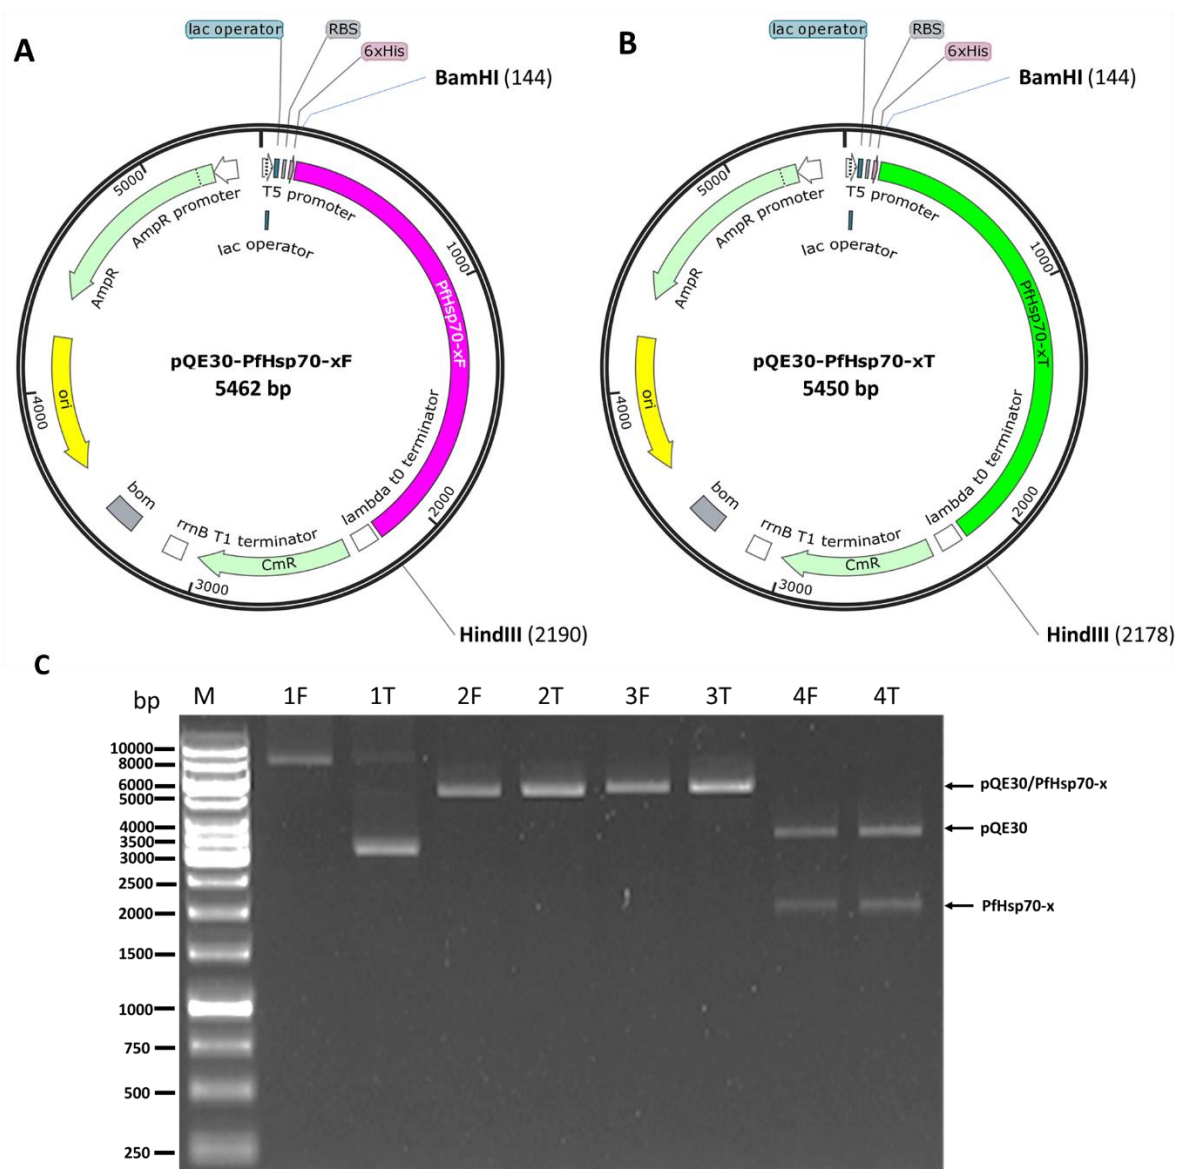 A
lac operator
RBS
6xHis
BamHI (144)
T5 promoter
lac operator
AmpR promoter
AmpR
5000
1000
2000
3000
4000
PfHsp70-xF
pQE30-PfHsp70-xF
5462 bp
ori
bom
rrnB T1 terminator
lambda t0 terminator
CmR
HindIII (2190)
B
lac operator
RBS
6xHis
BamHI (144)
T5 promoter
lac operator
AmpR promoter
AmpR
5000
1000
2000
3000
4000
PfHsp70-xT
pQE30-PfHsp70-xT
5450 bp
ori
bom
rrnB T1 terminator
lambda t0 terminator
CmR
HindIII (2178)
C
bp M 1F 1T 2F 2T 3F 3T 4F 4T
10000
8000
6000
5000
4000
3500
3000
2500
2000
1500
1000
750
500
250
pQE30/PfHsp70-x
pQE30
PfHsp70-x